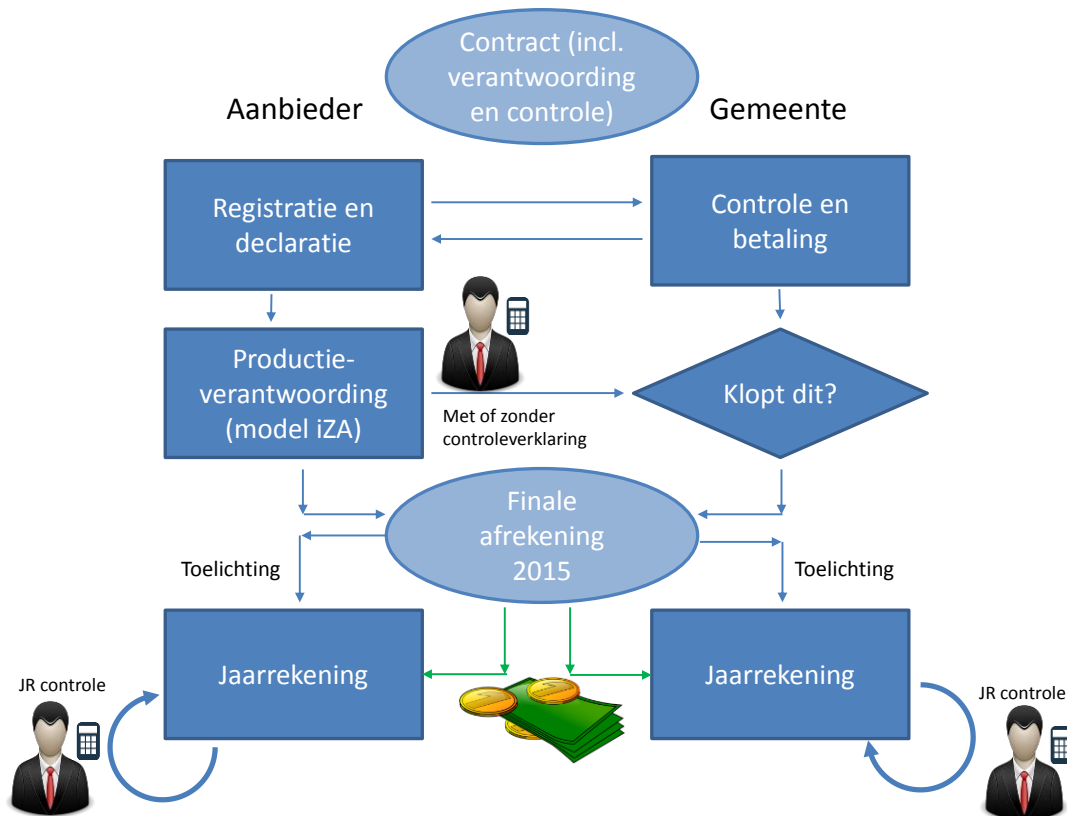 Contract (incl.
verantwoording
en controle)
Aanbieder
Gemeente
Registratie en
declaratie
Controle en
betaling
Productie-
verantwoording
(model iZA)
Met of zonder
controleverklaring
Klopt dit?
Finale
afrekening
2015
Toelichting
Toelichting
Jaarrekening
Jaarrekening
JR controle
JR controle